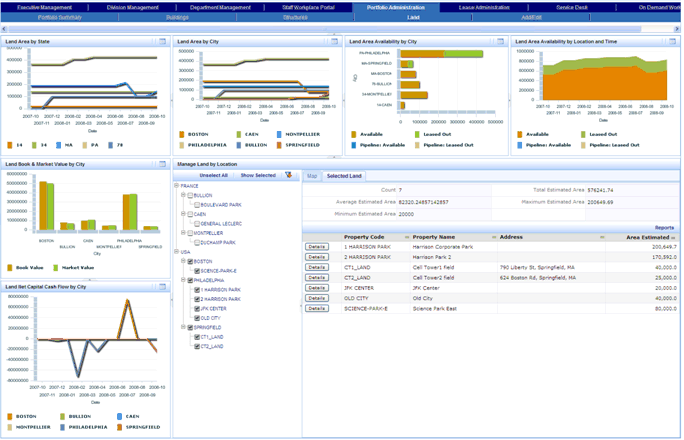 Executive Management Division Management Department Management Staff Workplace Portal Portfolio Administration Lease Administration Service Desk On Demand Work
Portfolio Summary Buildings Structures Land
Land Area by State
500000
400000
300000
200000
100000
0
2007-10 2007-12 2008-02 2008-04 2008-06 2008-08 2008-10
2007-11 2008-01 2008-03 2008-05 2008-07 2008-09
Date
14 34 MA PA 78
Land Area by City
500000
400000
300000
200000
100000
0
2007-10 2007-12 2008-02 2008-04 2008-06 2008-08 2008-10
2007-11 2008-01 2008-03 2008-05 2008-07 2008-09
Date
BOSTON CAEN MONTPELLIER
PHILADELPHIA BULLION SPRINGFIELD
Land Area Availability by City
PA-PHILADELPHIA
MA-SPRINGFIELD
MA-BOSTON
78-BULLION
34-MONTPELLIER
14-CAEN
City
0 100000 200000 300000 400000 500000
Available Leased Out
Pipeline: Available Pipeline: Leased Out
Land Area Availability by Location and Time
1000000
800000
600000
400000
200000
0
2007-10 2007-12 2008-02 2008-04 2008-06 2008-08 2008-10
2007-11 2008-01 2008-03 2008-05 2008-07 2008-09
Date
Available Leased Out
Pipeline: Available Pipeline: Leased Out
Land Book & Market Value by City
60000000
50000000
40000000
30000000
20000000
10000000
0
BOSTON CAEN PHILADELPHIA
BULLION MONTPELLIER SPRINGFIELD
City
Book Value Market Value
Land Net Capital Cash Flow by City
80000000
60000000
40000000
20000000
0
-20000000
-40000000
-60000000
-80000000
2007-10 2007-12 2008-02 2008-04 2008-06 2008-08 2008-10
2007-11 2008-01 2008-03 2008-05 2008-07 2008-09
Date
BOSTON BULLION CAEN
MONTPELLIER PHILADELPHIA SPRINGFIELD
Manage Land by Location
Unselect All Show Selected
FRANCE
BULLION
BOULEVARD PARK
CAEN
GENERAL LECLERC
MONTPELLIER
DUCHAMP PARK
USA
BOSTON
SCIENCE-PARK-E
PHILADELPHIA
1 HARRISON PARK
2 HARRISON PARK
JFK CENTER
OLD CITY
SPRINGFIELD
CT1_LAND
CT2_LAND
Map Selected Land
Count 7 Total Estimated Area 576241.74
Average Estimated Area 82320.24857142857 Maximum Estimated Area 200649.69
Minimum Estimated Area 20000
Reports
Property Code Property Name Address Area Estimated
Details 1 HARRISON PARK Harrison Corporate Park 200,649.7
Details 2 HARRISON PARK Harrison Park 2 170,592.0
Details CT1_LAND Cell Tower1 field 790 Liberty St, Springfield, MA 40,000.0
Details CT2_LAND Cell Tower2 field 624 Boston Rd, Springfield, MA 25,000.0
Details JFK CENTER JFK Center 20,000.0
Details OLD CITY Old City 40,000.0
Details SCIENCE-PARK-E Science Park East 80,000.0